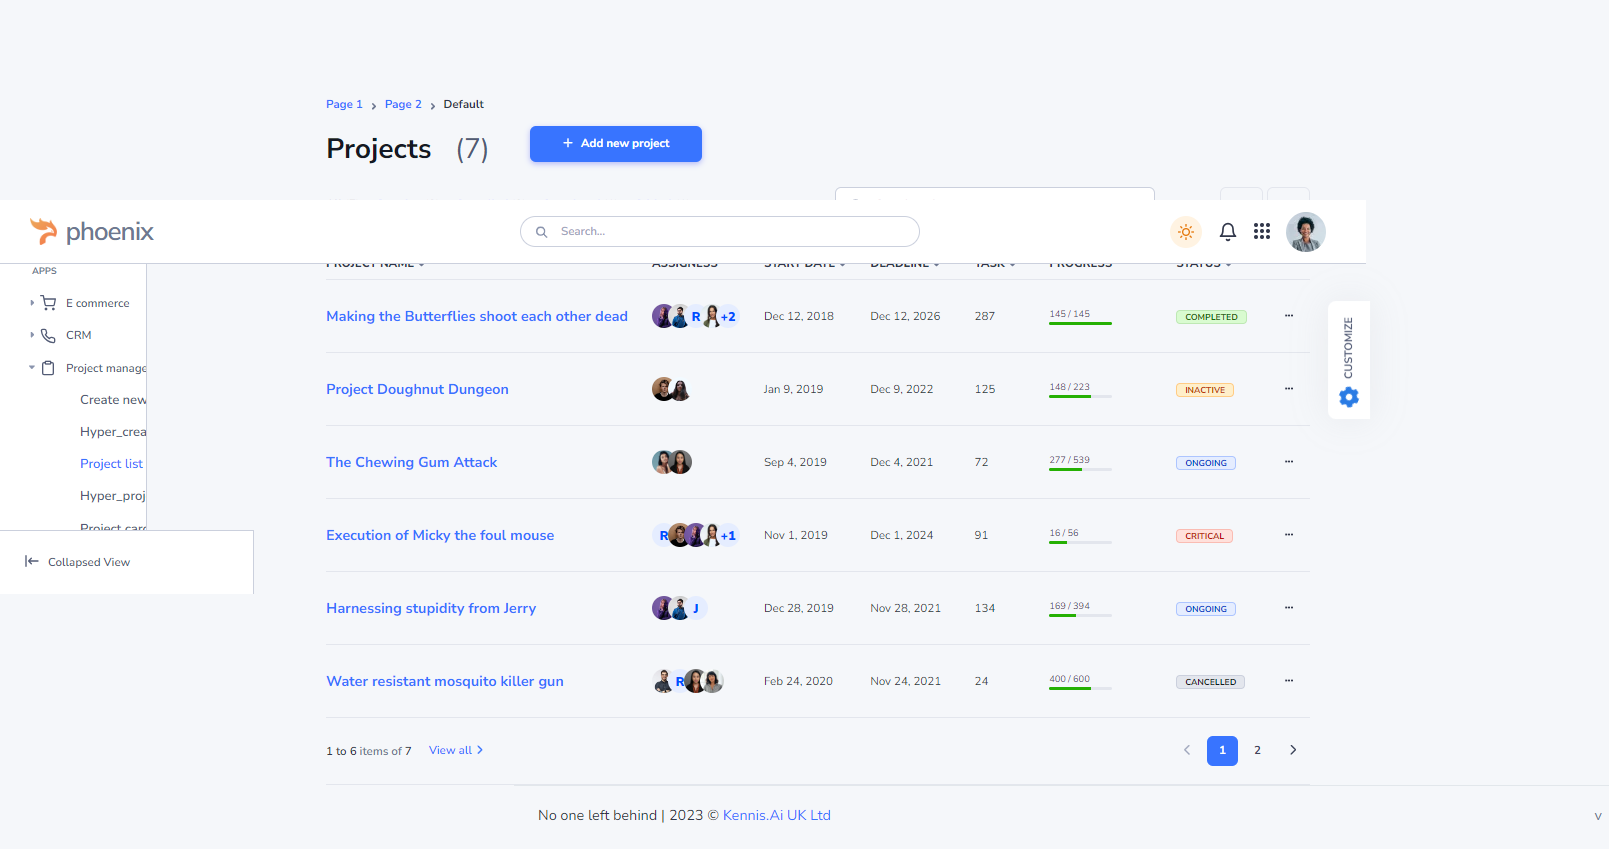 Page 1 > Page 2 > Default
Projects (7) + Add new project
phoenix Search...
PROJECT NAME ASSIGNESS START DATE DEADLINE TASK PROGRESS STATUS
APPS
E commerce
CRM
Project manage
Create new
Hyper_crea
Project list
Hyper_proj
Project card
Collapsed View
Making the Butterflies shoot each other dead R +2 Dec 12, 2018 Dec 12, 2026 287 145 / 145 COMPLETED ...
Project Doughnut Dungeon Jan 9, 2019 Dec 9, 2022 125 148 / 223 INACTIVE ...
The Chewing Gum Attack Sep 4, 2019 Dec 4, 2021 72 277 / 539 ONGOING ...
Execution of Micky the foul mouse R +1 Nov 1, 2019 Dec 1, 2024 91 16 / 56 CRITICAL ...
Harnessing stupidity from Jerry J Dec 28, 2019 Nov 28, 2021 134 169 / 394 ONGOING ...
Water resistant mosquito killer gun R Feb 24, 2020 Nov 24, 2021 24 400 / 600 CANCELLED ...
CUSTOMIZE
1 to 6 items of 7 View all > < 1 2 >
No one left behind | 2023 © Kennis.Ai UK Ltd v